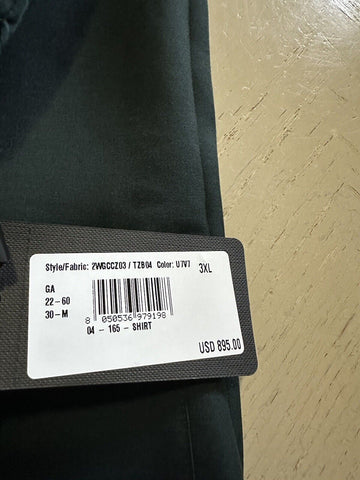 Style/Fabric: 2WGCCZ03 / TZB04 Color: U7V7 3XL
GA
22-60
30-M
8 050536 979198
04 - 165 - SHIRT
USD 895.00